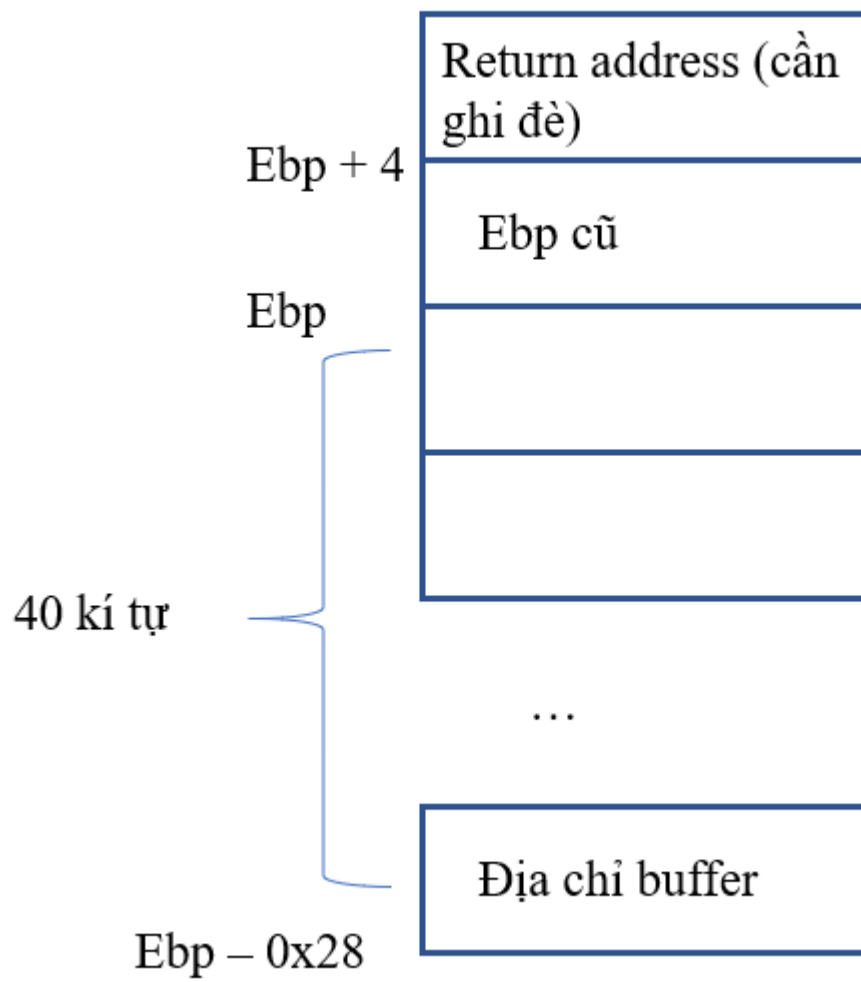 Return address (cần
ghi đè)
Ebp + 4
Ebp cũ
Ebp
40 kí tự
…
Địa chỉ buffer
Ebp – 0x28